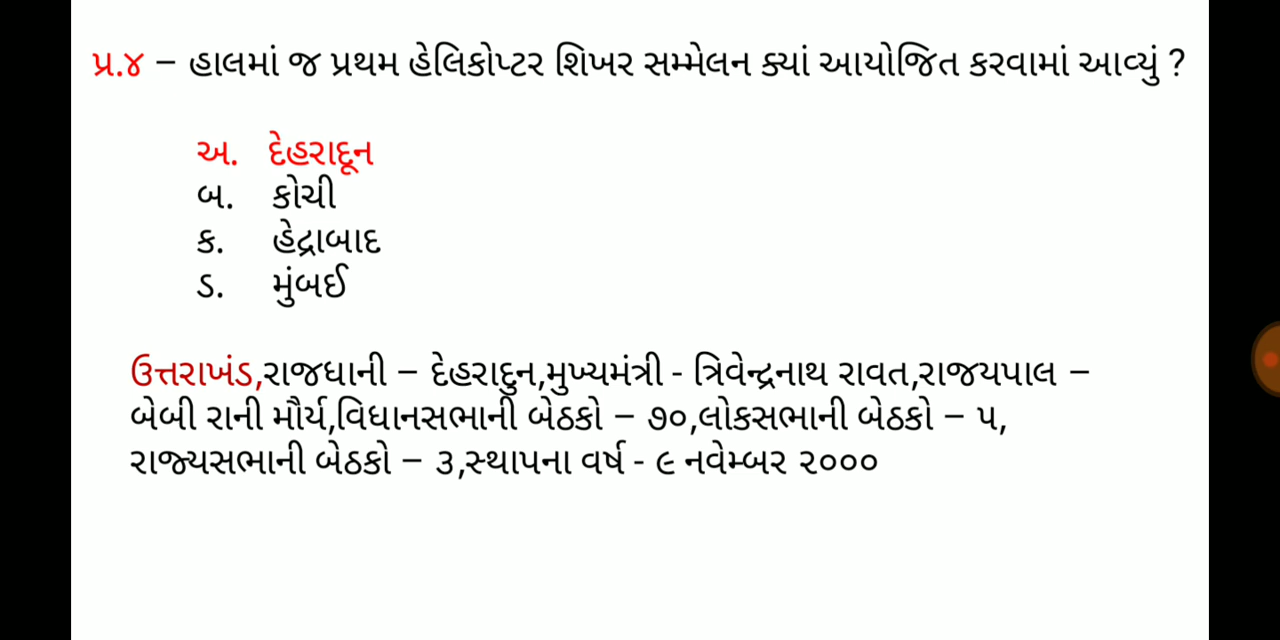 પ્ર.૪ – હાલમાં જ પ્રથમ હેલિકોપ્ટર શિખર સમ્મેલન ક્યાં આયોજિત કરવામાં આવ્યું ?
અ. દેહરાદૂન
બ. કોચી
ક. હેદ્રાબાદ
ડ. મુંબઈ
ઉત્તરાખંડ,રાજધાની – દેહરાદુન,મુખ્યમંત્રી - ત્રિવેન્દ્રનાથ રાવત,રાજયપાલ –
બેબી રાની મૌર્ય,વિધાનસભાની બેઠકો – ૭૦,લોકસભાની બેઠકો – ૫,
રાજ્યસભાની બેઠકો – ૩,સ્થાપના વર્ષ - ૯ નવેમ્બર ૨૦૦૦